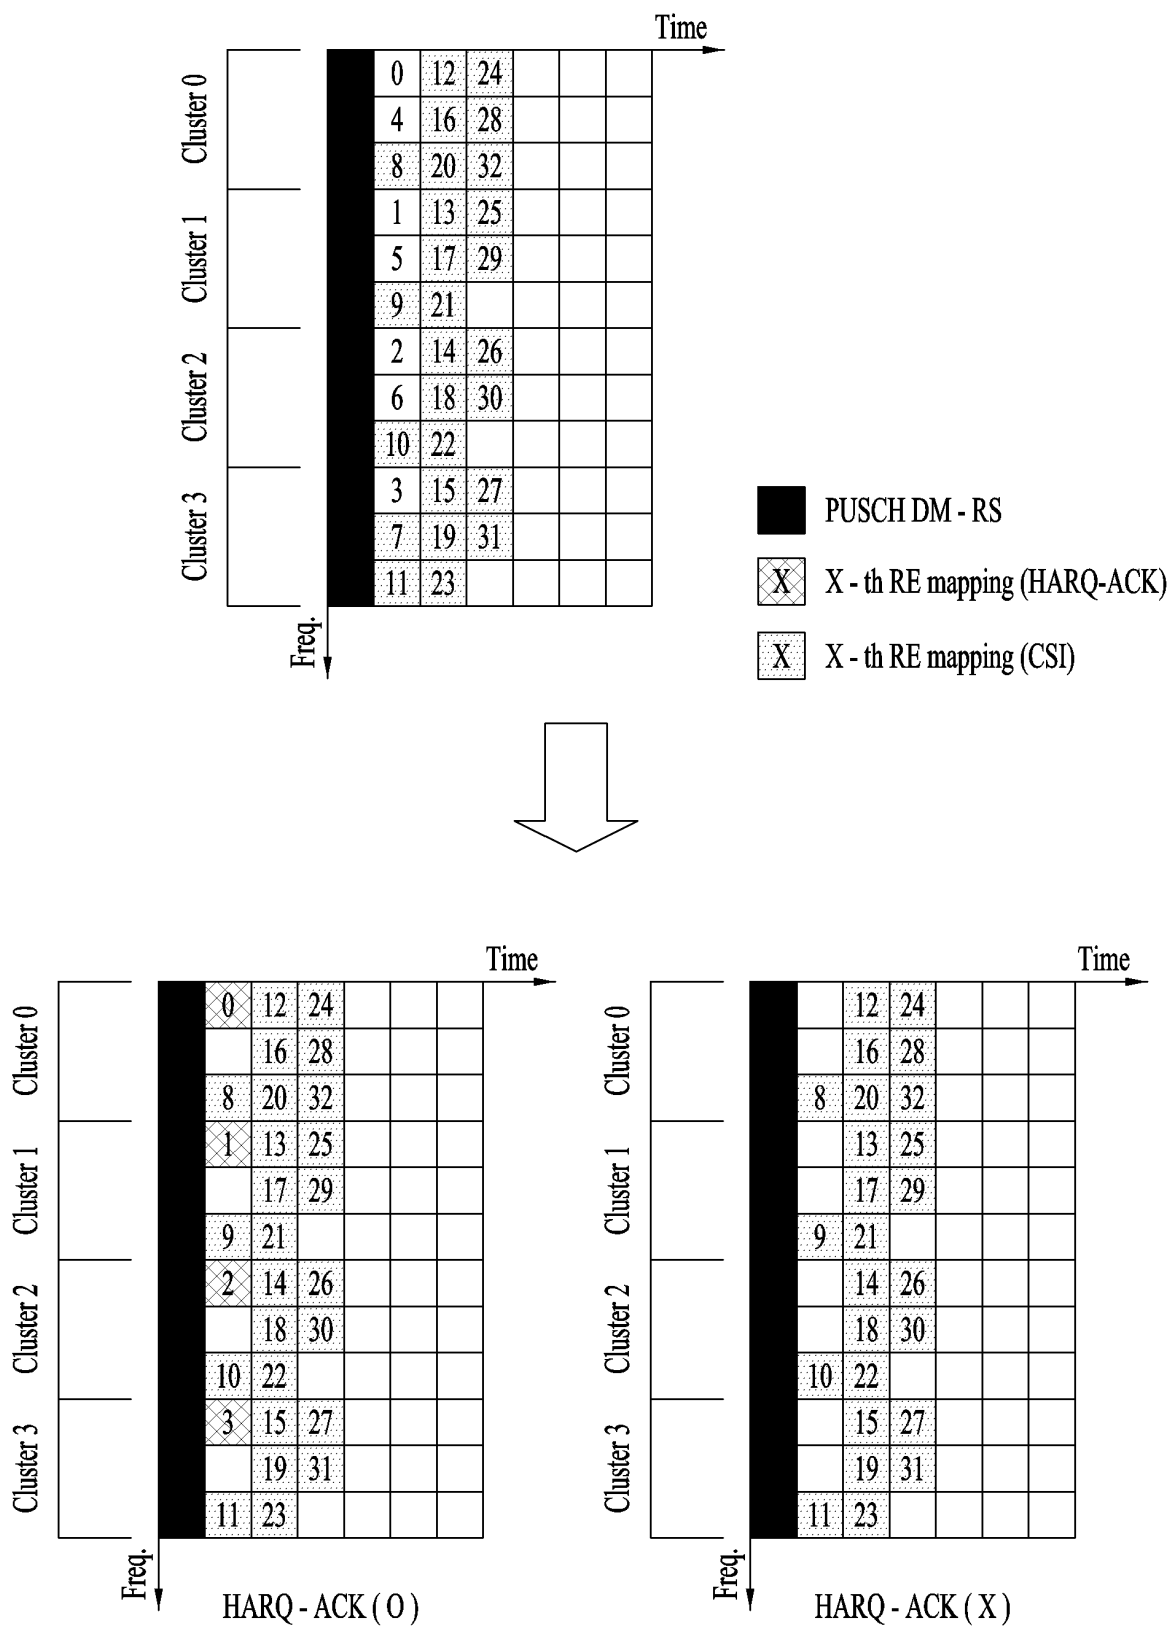 Time
Cluster 0
0 12 24
4 16 28
8 20 32
Cluster 1
1 13 25
5 17 29
9 21
Cluster 2
2 14 26
6 18 30
10 22
Cluster 3
3 15 27
7 19 31
11 23
Freq.
PUSCH DM - RS
X X - th RE mapping (HARQ-ACK)
X X - th RE mapping (CSI)
Time
Cluster 0
0 12 24
16 28
8 20 32
Cluster 1
1 13 25
17 29
9 21
Cluster 2
2 14 26
18 30
10 22
Cluster 3
3 15 27
19 31
11 23
Freq.
HARQ - ACK ( O )
Time
Cluster 0
12 24
16 28
8 20 32
Cluster 1
13 25
17 29
9 21
Cluster 2
14 26
18 30
10 22
Cluster 3
15 27
19 31
11 23
Freq.
HARQ - ACK ( X )